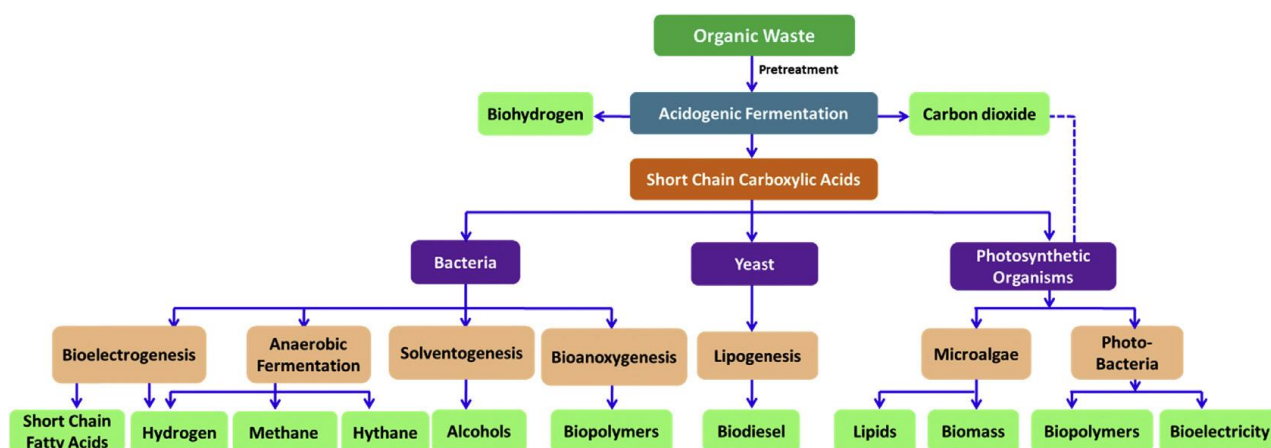 Organic Waste
Pretreatment
Biohydrogen
Acidogenic Fermentation
Carbon dioxide
Short Chain Carboxylic Acids
Bacteria
Yeast
Photosynthetic
Organisms
Bioelectrogenesis
Anaerobic
Fermentation
Solventogenesis
Bioanoxygenesis
Lipogenesis
Microalgae
Photo-
Bacteria
Short Chain
Fatty Acids
Hydrogen
Methane
Hythane
Alcohols
Biopolymers
Biodiesel
Lipids
Biomass
Biopolymers
Bioelectricity